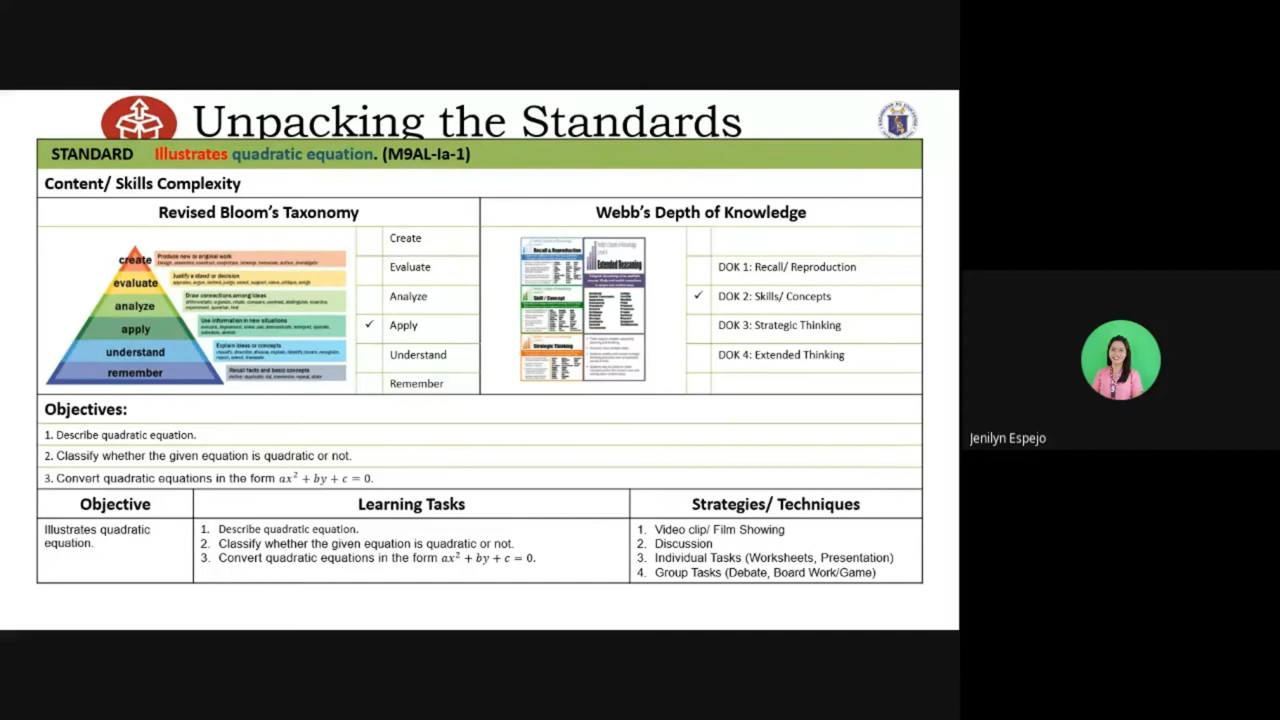 Unpacking the Standards
STANDARD Illustrates quadratic equation. (M9AL-Ia-1)
Content/ Skills Complexity
Revised Bloom's Taxonomy
Webb's Depth of Knowledge
create
evaluate
analyze
apply
understand
remember
Produce new or original work
Justify a stand or decision
Draw connections among ideas
Use information in new situations
Explain ideas or concepts
Recall facts and basic concepts
Create
Evaluate
Analyze
✓ Apply
Understand
Remember
Recall & Reproduction
Skill / Concept
Strategic Thinking
Extended Reasoning
DOK 1: Recall/ Reproduction
✓ DOK 2: Skills/ Concepts
DOK 3: Strategic Thinking
DOK 4: Extended Thinking
Objectives:
1. Describe quadratic equation.
2. Classify whether the given equation is quadratic or not.
3. Convert quadratic equations in the form 𝑎𝑥² + 𝑏𝑦 + 𝑐 = 0.
Objective
Illustrates quadratic
equation.
Learning Tasks
1. Describe quadratic equation.
2. Classify whether the given equation is quadratic or not.
3. Convert quadratic equations in the form 𝑎𝑥² + 𝑏𝑦 + 𝑐 = 0.
Strategies/ Techniques
1. Video clip/ Film Showing
2. Discussion
3. Individual Tasks (Worksheets, Presentation)
4. Group Tasks (Debate, Board Work/Game)
Jenilyn Espejo